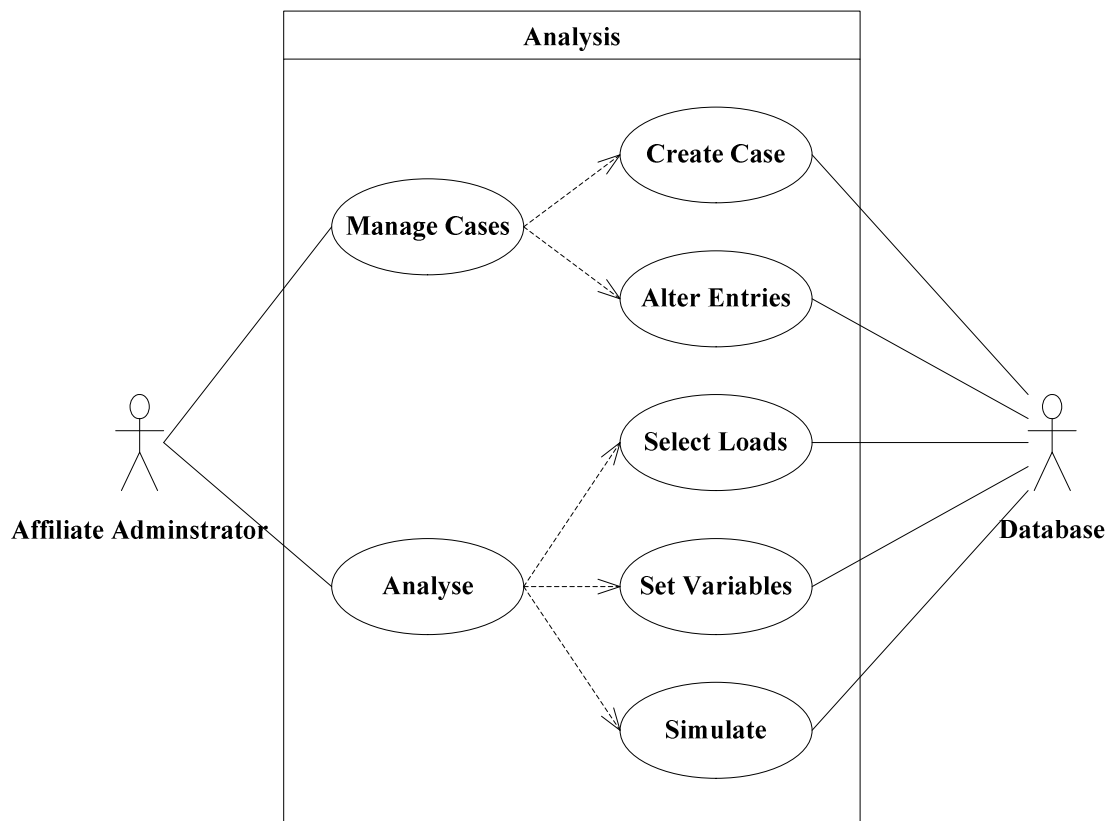 Analysis
Create Case
Manage Cases
Alter Entries
Select Loads
Affiliate Adminstrator
Database
Analyse
Set Variables
Simulate